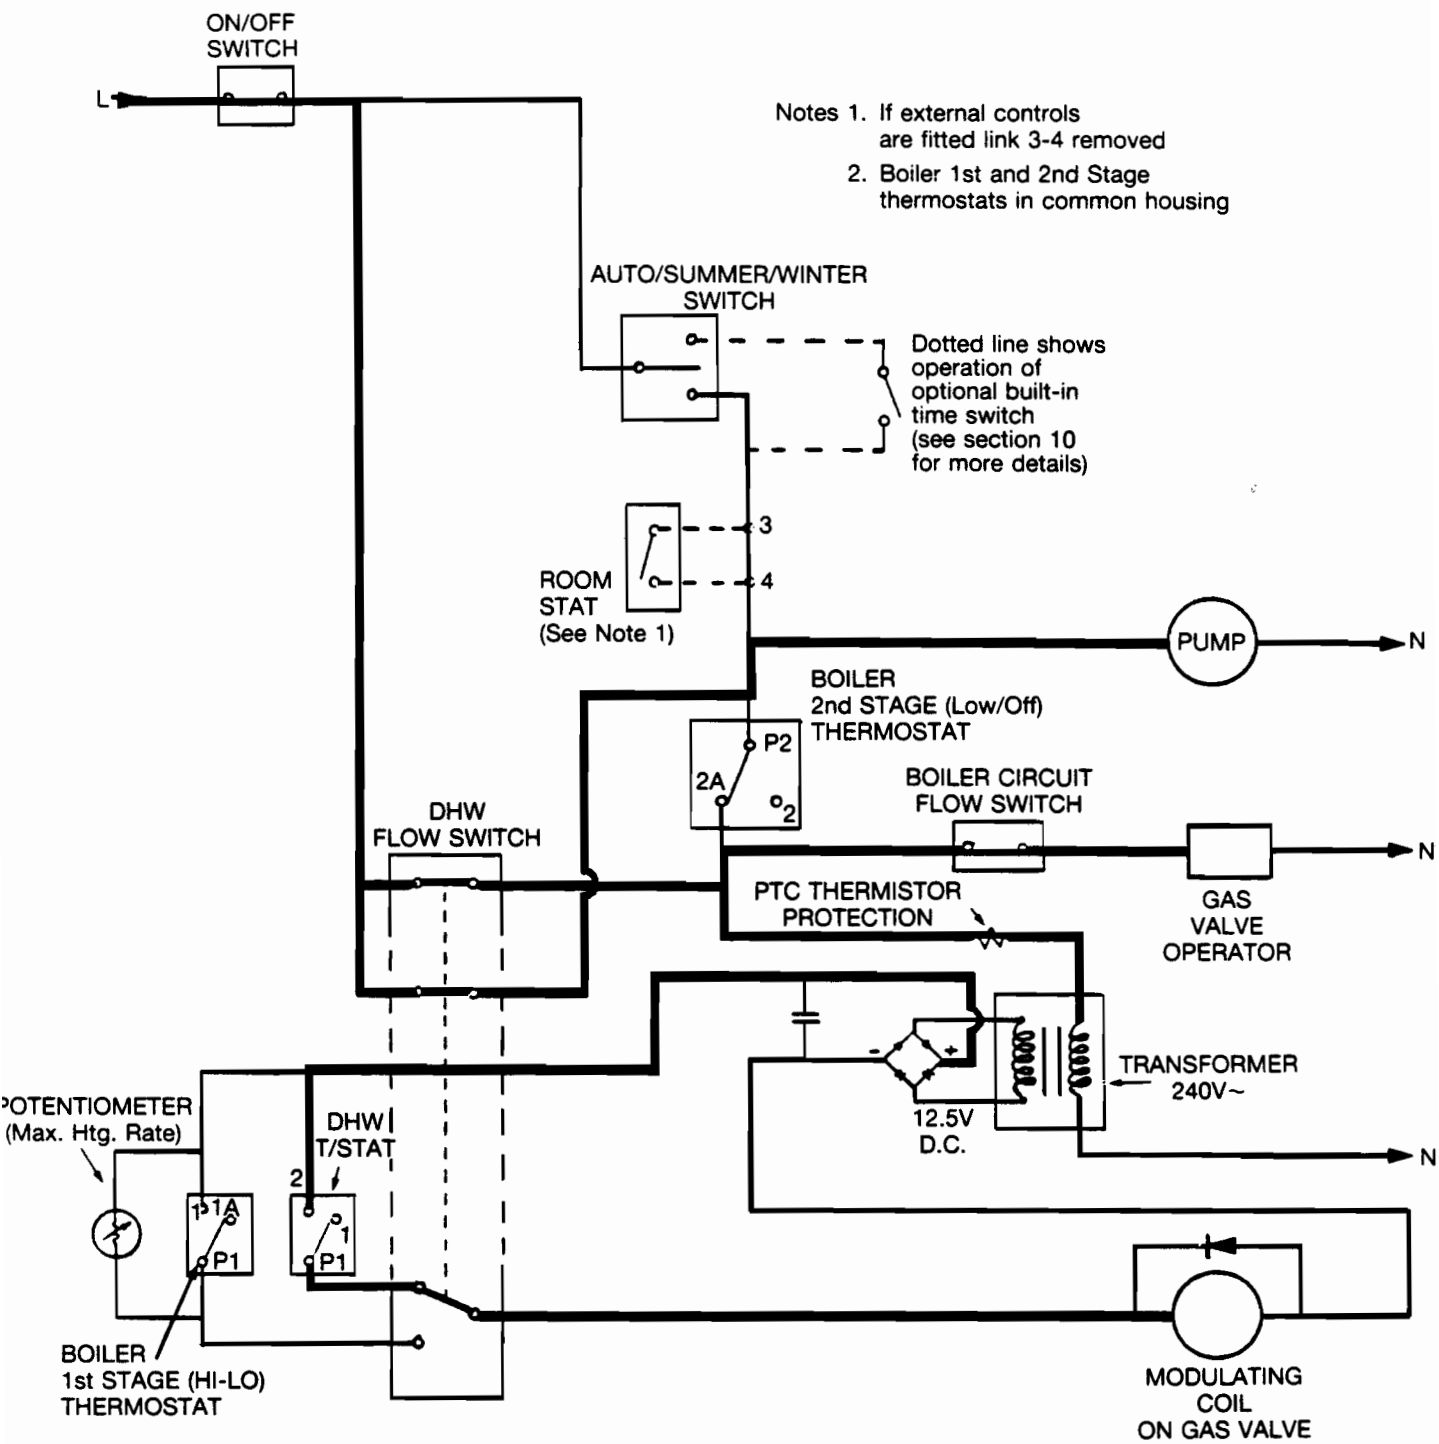 ON/OFF
SWITCH
L
Notes 1. If external controls
are fitted link 3-4 removed
2. Boiler 1st and 2nd Stage
thermostats in common housing
AUTO/SUMMER/WINTER
SWITCH
Dotted line shows
operation of
optional built-in
time switch
(see section 10
for more details)
3
4
ROOM
STAT
(See Note 1)
PUMP
N
BOILER
2nd STAGE (Low/Off)
THERMOSTAT
P2
2A
2
BOILER CIRCUIT
FLOW SWITCH
N
DHW
FLOW SWITCH
PTC THERMISTOR
PROTECTION
GAS
VALVE
OPERATOR
-
+
TRANSFORMER
240V~
12.5V
D.C.
N
POTENTIOMETER
(Max. Htg. Rate)
DHW
T/STAT
2
1
1A
P1
1
P1
BOILER
1st STAGE (HI-LO)
THERMOSTAT
MODULATING
COIL
ON GAS VALVE